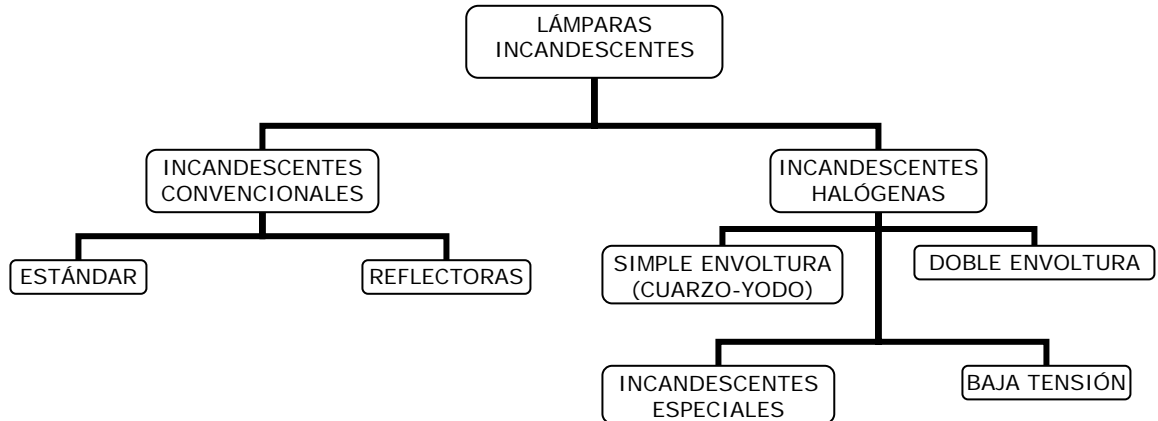 LÁMPARAS
INCANDESCENTES
INCANDESCENTES
CONVENCIONALES
INCANDESCENTES
HALÓGENAS
ESTÁNDAR
REFLECTORAS
SIMPLE ENVOLTURA
(CUARZO-YODO)
DOBLE ENVOLTURA
INCANDESCENTES
ESPECIALES
BAJA TENSIÓN